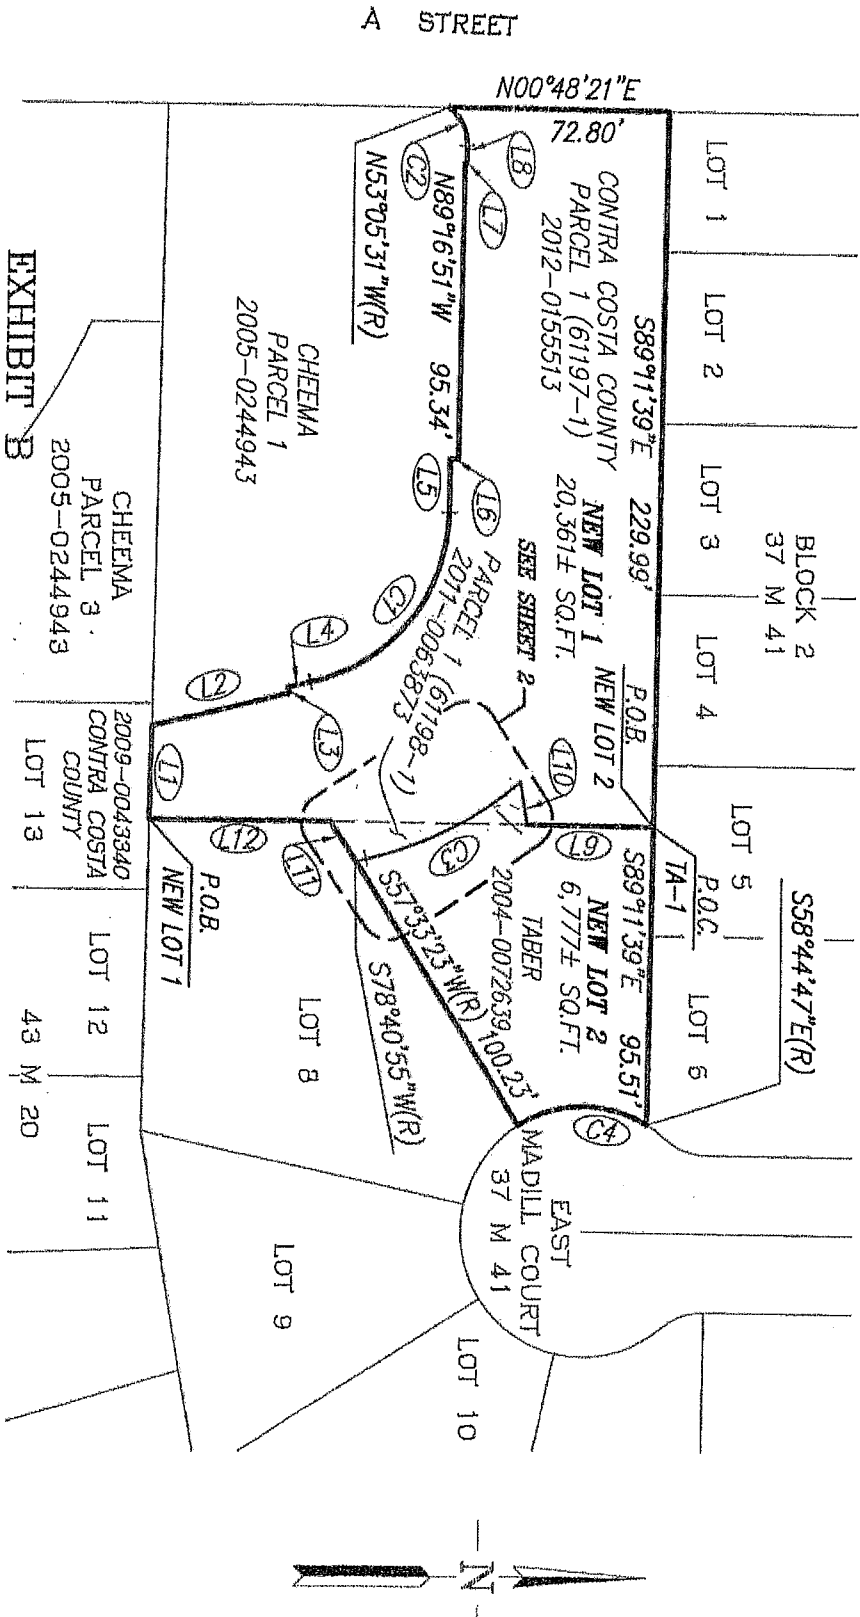 A STREET
N00°48'21"E
72.80'
LOT 1
LOT 2
LOT 3
LOT 4
BLOCK 2
37 M 41
LOT 5
LOT 6
S89°11'39"E 229.99'
CONTRA COSTA COUNTY
PARCEL 1 (61197-1)
2012-0155513
NEW LOT 1
20,361± SQ.FT.
P.O.B.
NEW LOT 2
P.O.C.
TA-1
S58°44'47"E(R)
S89°11'39"E 95.51'
NEW LOT 2
6,777± SQ.FT.
TABER
2004-0072639
SEE SHEET 2
PARCEL 1 (61198-1)
2011-0063873
L8
L7
C2
N89°16'51"W 95.34'
N53°05'31"W(R)
L6
L5
C1
L4
L3
L2
L1
L9
L10
C3
L11
L12
C4
S57°33'23"W(R) 100.23'
S78°40'55"W(R)
CHEEMA
PARCEL 1
2005-0244943
CHEEMA
PARCEL 3
2005-0244943
2009-0043340
CONTRA COSTA
COUNTY
LOT 13
P.O.B.
NEW LOT 1
LOT 8
LOT 12
LOT 11
43 M 20
LOT 9
LOT 10
EAST
MADILL COURT
37 M 41
N
EXHIBIT B